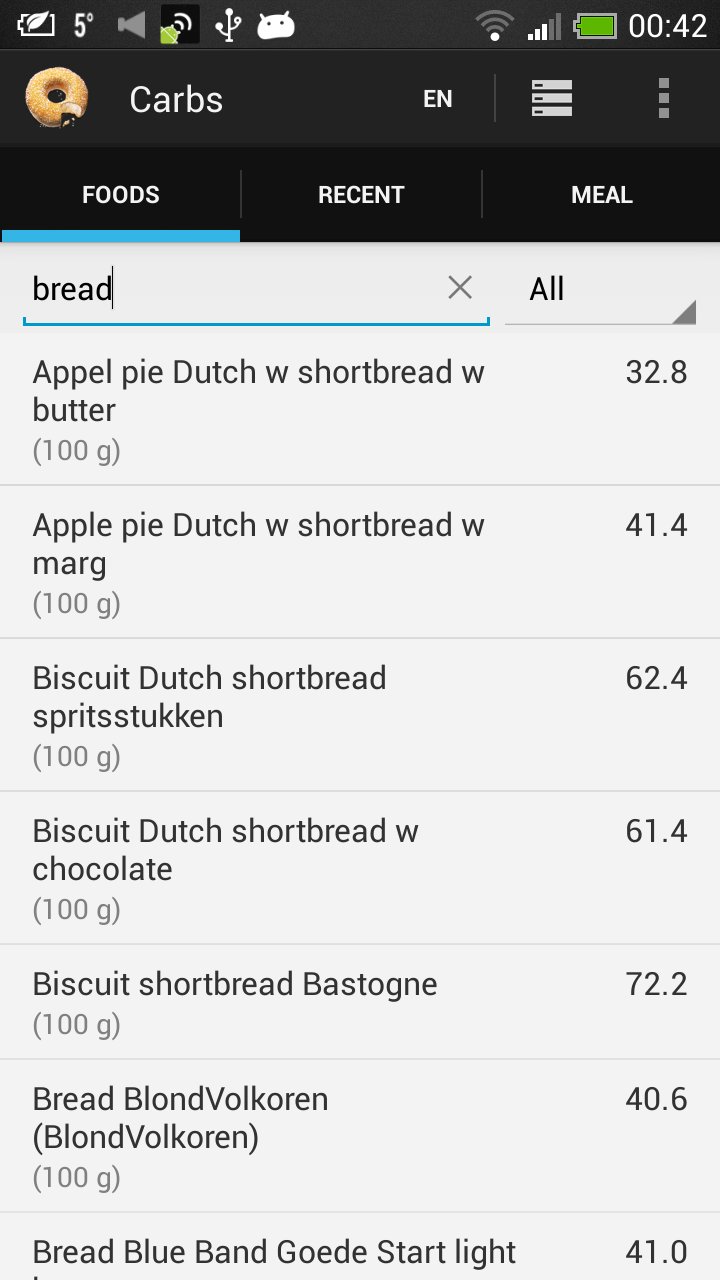 5° 00:42
Carbs EN
FOODS RECENT MEAL
bread All
Appel pie Dutch w shortbread w 32.8
butter
(100 g)
Apple pie Dutch w shortbread w 41.4
marg
(100 g)
Biscuit Dutch shortbread 62.4
spritsstukken
(100 g)
Biscuit Dutch shortbread w 61.4
chocolate
(100 g)
Biscuit shortbread Bastogne 72.2
(100 g)
Bread BlondVolkoren 40.6
(BlondVolkoren)
(100 g)
Bread Blue Band Goede Start light 41.0